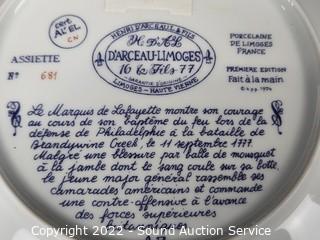 cert
AL'EL
CN
ASSIETTE
Nº 681
HENRI D'ARCEAU, L & FILS
D'ARCEAU-LIMOGES
LIMOGES - HAUTE VIENNE
PORCELAINE
DE LIMOGES
FRANCE
PREMIÈRE EDITION
Fait à la main
Le Marquis de Lafayette montre son courage
au cours de son baptême du feu lors de la
défense de Philadelphie à la bataille de
Brandywine Creek, le 11 septembre 1777.
Malgré une blessure par balle de mousquet
à la jambe dont le sang coule sur sa botte,
le jeune major général rassemble ses
camarades américains et commande
une contre-offensive à l'avance
des forces supérieures
Copyright 2022 - Sound Auction Service